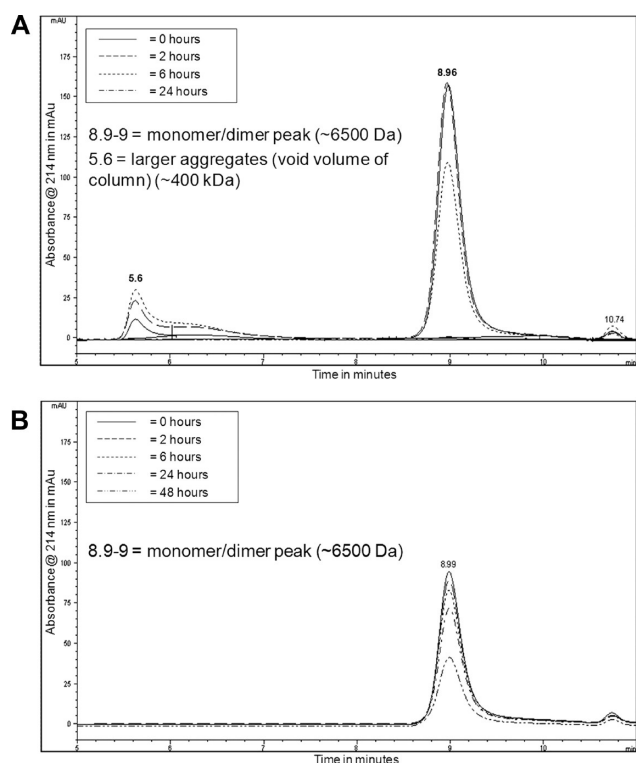 A
mAU
= 0 hours
= 2 hours
= 6 hours
= 24 hours
8.9-9 = monomer/dimer peak (~6500 Da)
5.6 = larger aggregates (void volume of
column) (~400 kDa)
8.96
5.6
10.74
175
150
125
100
75
50
25
0
Absorbance @ 214 nm in mAu
5
6
7
8
9
10
min
Time in minutes
B
mAU
= 0 hours
= 2 hours
= 6 hours
= 24 hours
= 48 hours
8.9-9 = monomer/dimer peak (~6500 Da)
8.99
175
150
125
100
75
50
25
0
Absorbance @ 214 nm in mAu
5
6
7
8
9
10
min
Time in minutes